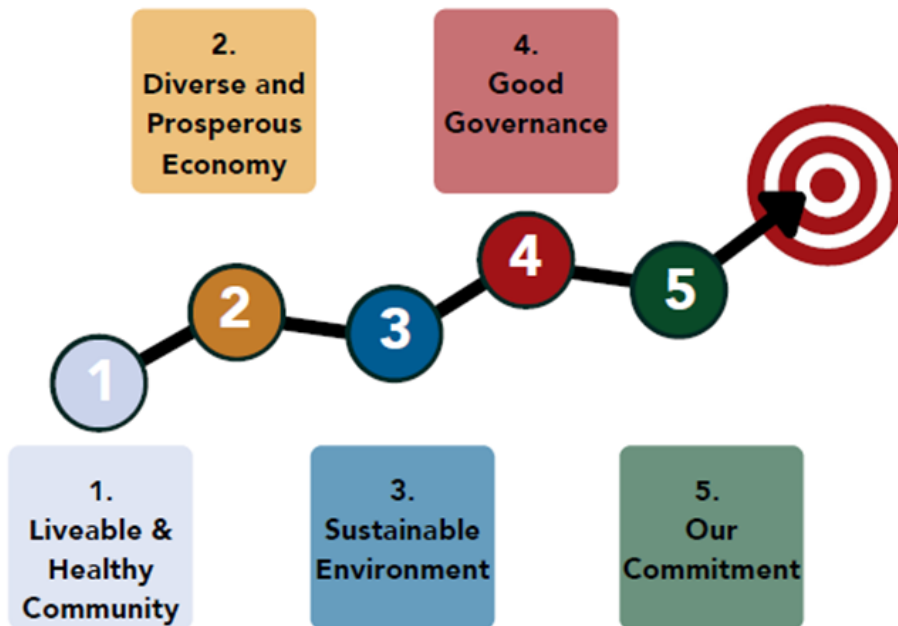 2.
Diverse and
Prosperous
Economy
4.
Good
Governance
1
2
3
4
5
1.
Liveable &
Healthy
Community
3.
Sustainable
Environment
5.
Our
Commitment